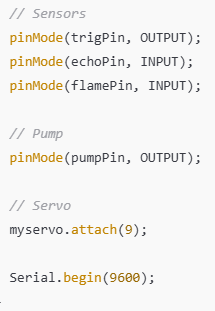 // Sensors
pinMode(trigPin, OUTPUT);
pinMode(echoPin, INPUT);
pinMode(flamePin, INPUT);
// Pump
pinMode(pumpPin, OUTPUT);
// Servo
myservo.attach(9);
Serial.begin(9600);